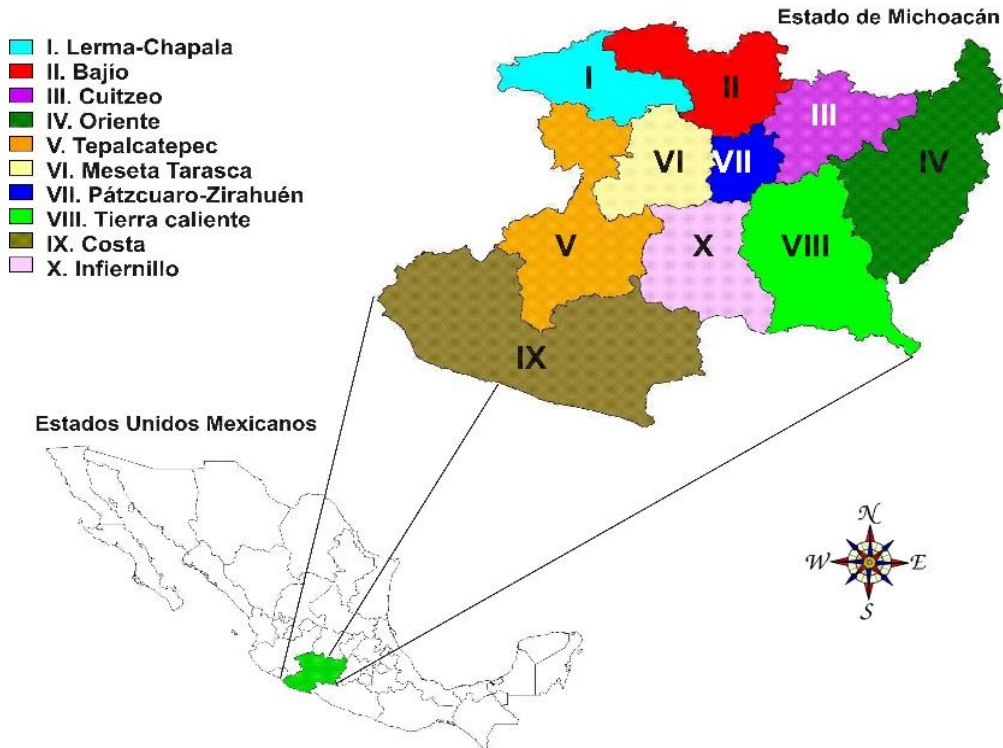 Estado de Michoacán
I. Lerma-Chapala
II. Bajío
III. Cuitzeo
IV. Oriente
V. Tepalcatepec
VI. Meseta Tarasca
VII. Pátzcuaro-Zirahuén
VIII. Tierra caliente
IX. Costa
X. Infiernillo
I
II
III
IV
VI
VII
V
X
VIII
IX
Estados Unidos Mexicanos
N
W
E
S